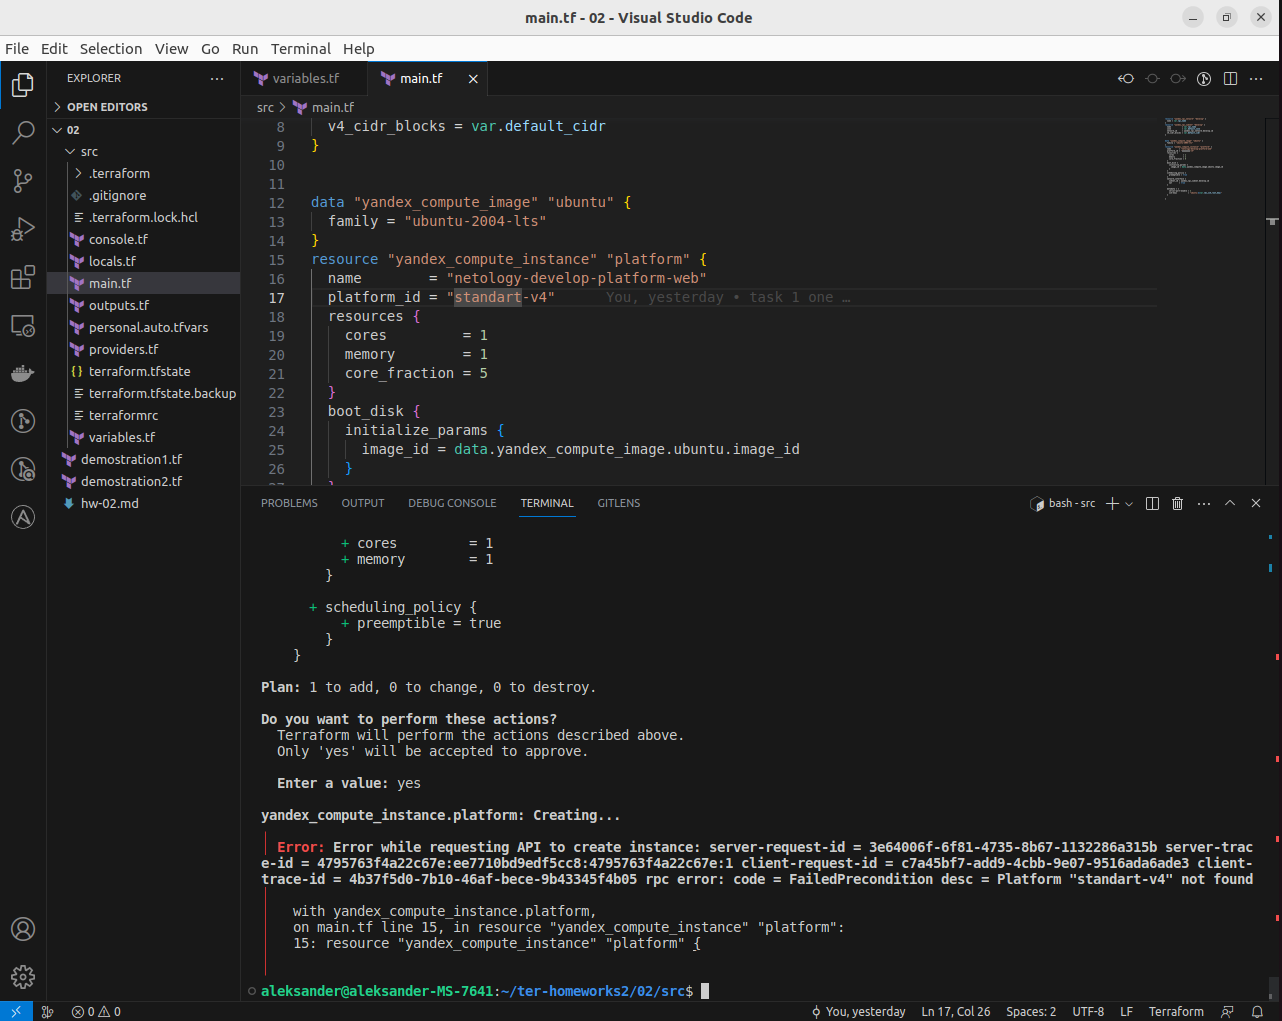 main.tf - 02 - Visual Studio Code
File Edit Selection View Go Run Terminal Help
EXPLORER
OPEN EDITORS
02
src
.terraform
.gitignore
.terraform.lock.hcl
console.tf
locals.tf
main.tf
outputs.tf
personal.auto.tfvars
providers.tf
terraform.tfstate
terraform.tfstate.backup
terraformrc
variables.tf
demostration1.tf
demostration2.tf
hw-02.md
variables.tf main.tf
src > main.tf
8 v4_cidr_blocks = var.default_cidr
9 }
10
11
12 data "yandex_compute_image" "ubuntu" {
13 family = "ubuntu-2004-lts"
14 }
15 resource "yandex_compute_instance" "platform" {
16 name = "netology-develop-platform-web"
17 platform_id = "standart-v4" You, yesterday • task 1 one …
18 resources {
19 cores = 1
20 memory = 1
21 core_fraction = 5
22 }
23 boot_disk {
24 initialize_params {
25 image_id = data.yandex_compute_image.ubuntu.image_id
26 }
27 }
PROBLEMS OUTPUT DEBUG CONSOLE TERMINAL GITLENS
bash - src
+ cores = 1
+ memory = 1
}
+ scheduling_policy {
+ preemptible = true
}
}
Plan: 1 to add, 0 to change, 0 to destroy.
Do you want to perform these actions?
Terraform will perform the actions described above.
Only 'yes' will be accepted to approve.
Enter a value: yes
yandex_compute_instance.platform: Creating...
Error: Error while requesting API to create instance: server-request-id = 3e64006f-6f81-4735-8b67-1132286a315b server-trac
e-id = 4795763f4a22c67e:ee7710bd9edf5cc8:4795763f4a22c67e:1 client-request-id = c7a45bf7-add9-4cbb-9e07-9516ada6ade3 client-
trace-id = 4b37f5d0-7b10-46af-bece-9b43345f4b05 rpc error: code = FailedPrecondition desc = Platform "standart-v4" not found
with yandex_compute_instance.platform,
on main.tf line 15, in resource "yandex_compute_instance" "platform":
15: resource "yandex_compute_instance" "platform" {
aleksander@aleksander-MS-7641:~/ter-homeworks2/02/src$
0 0 You, yesterday Ln 17, Col 26 Spaces: 2 UTF-8 LF Terraform